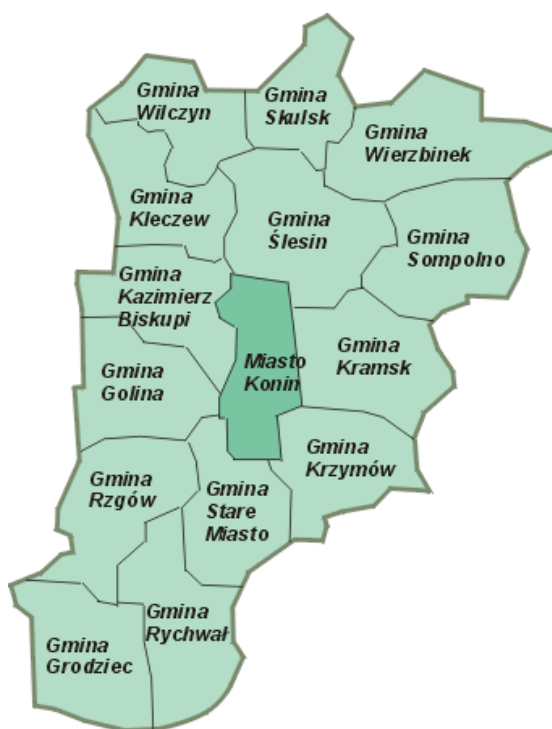 Gmina
Wilczyn
Gmina
Skulsk
Gmina
Wierzbinek
Gmina
Kleczew
Gmina
Ślesin
Gmina
Sompolno
Gmina
Kazimierz
Biskupi
Miasto
Konin
Gmina
Kramsk
Gmina
Golina
Gmina
Krzymów
Gmina
Rzgów
Gmina
Stare
Miasto
Gmina
Rychwał
Gmina
Grodziec